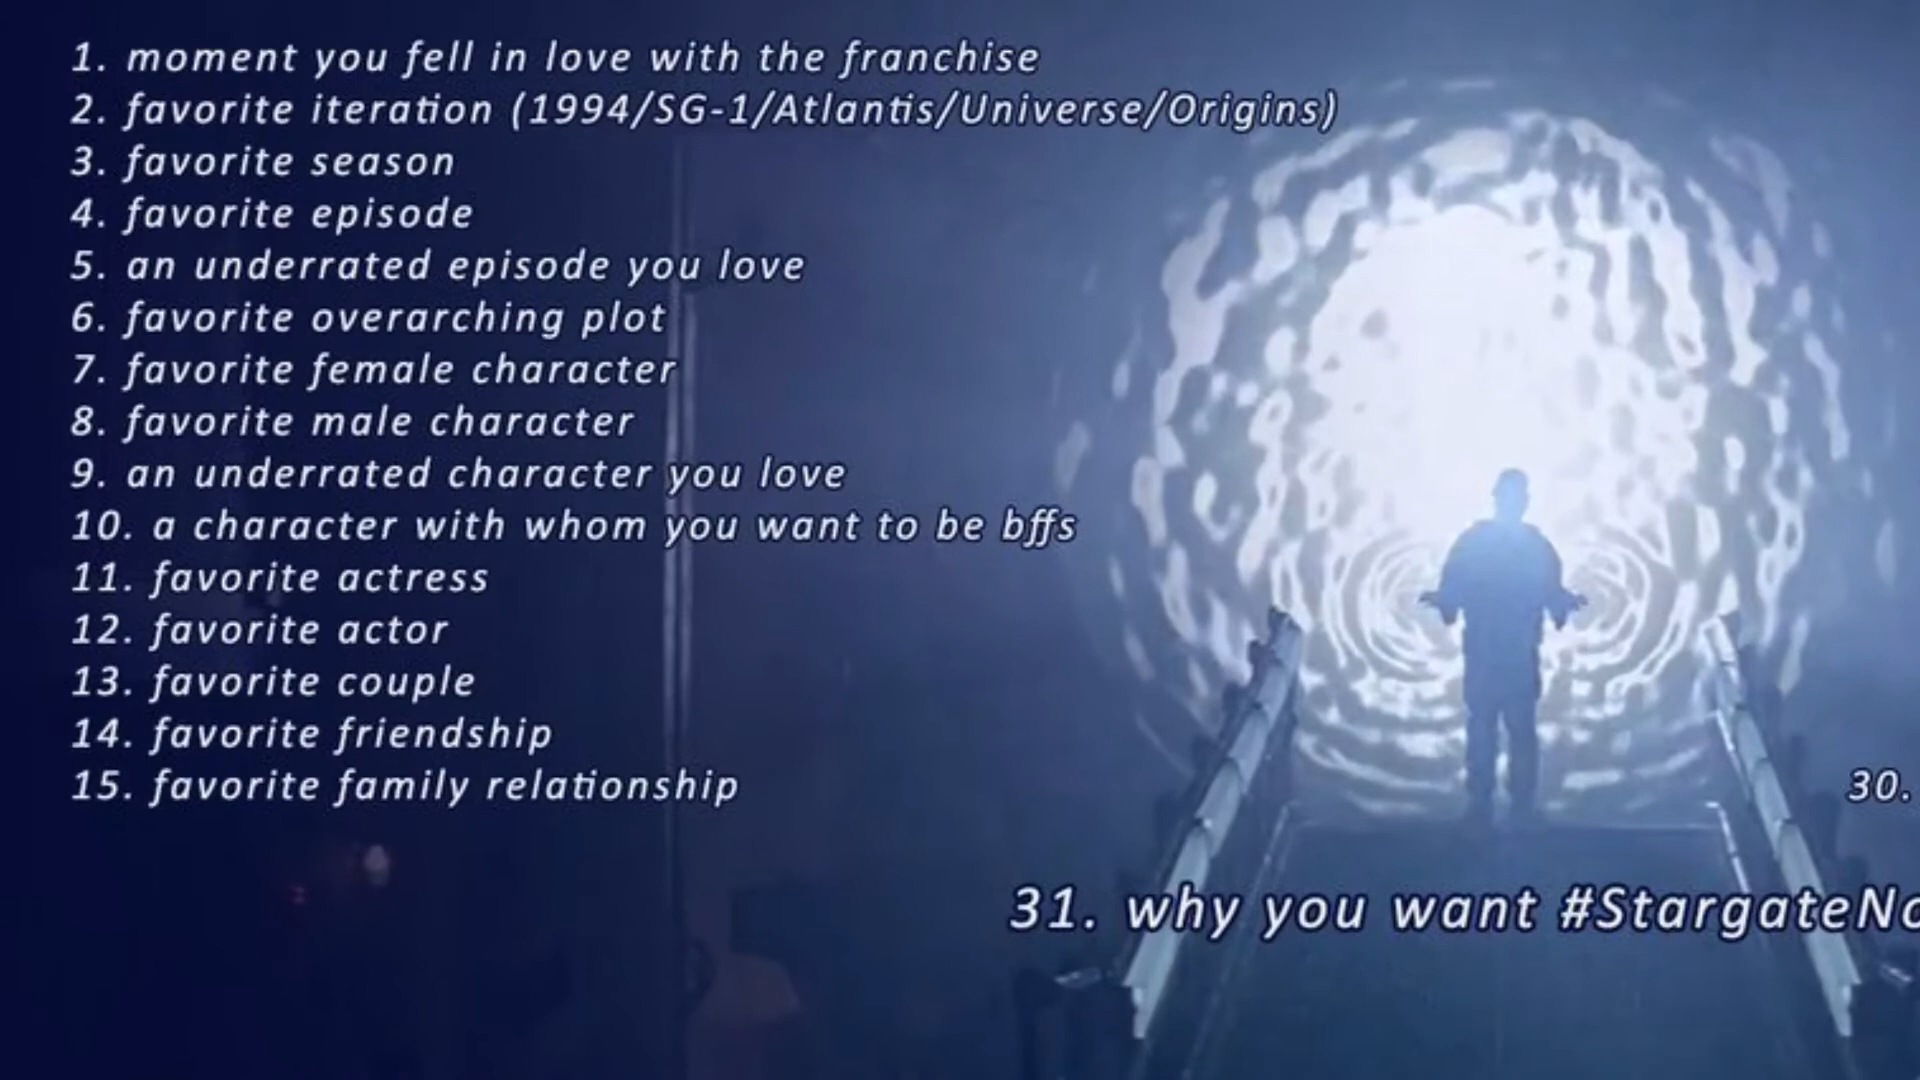 1. moment you fell in love with the franchise
2. favorite iteration (1994/SG-1/Atlantis/Universe/Origins)
3. favorite season
4. favorite episode
5. an underrated episode you love
6. favorite overarching plot
7. favorite female character
8. favorite male character
9. an underrated character you love
10. a character with whom you want to be bffs
11. favorite actress
12. favorite actor
13. favorite couple
14. favorite friendship
15. favorite family relationship
30.
31. why you want